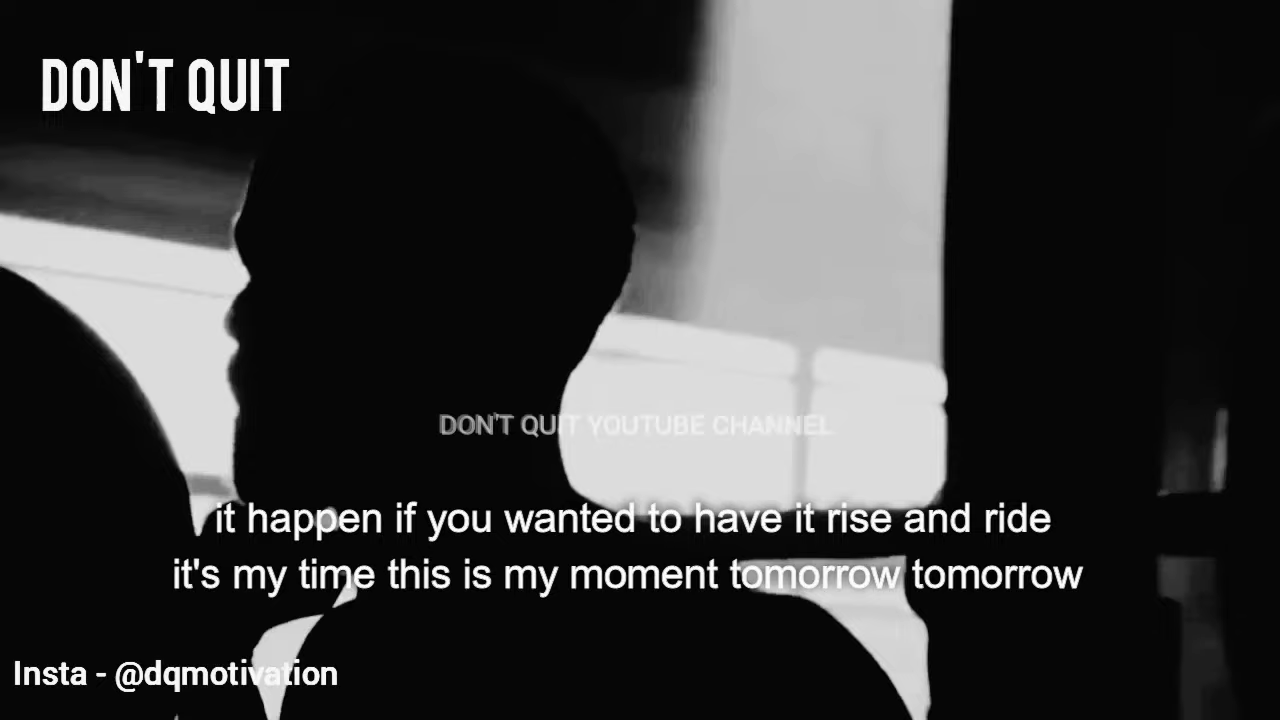 DON'T QUIT
DON'T QUIT YOUTUBE CHANNEL
it happen if you wanted to have it rise and ride
it's my time this is my moment tomorrow tomorrow
Insta - @dqmotivation